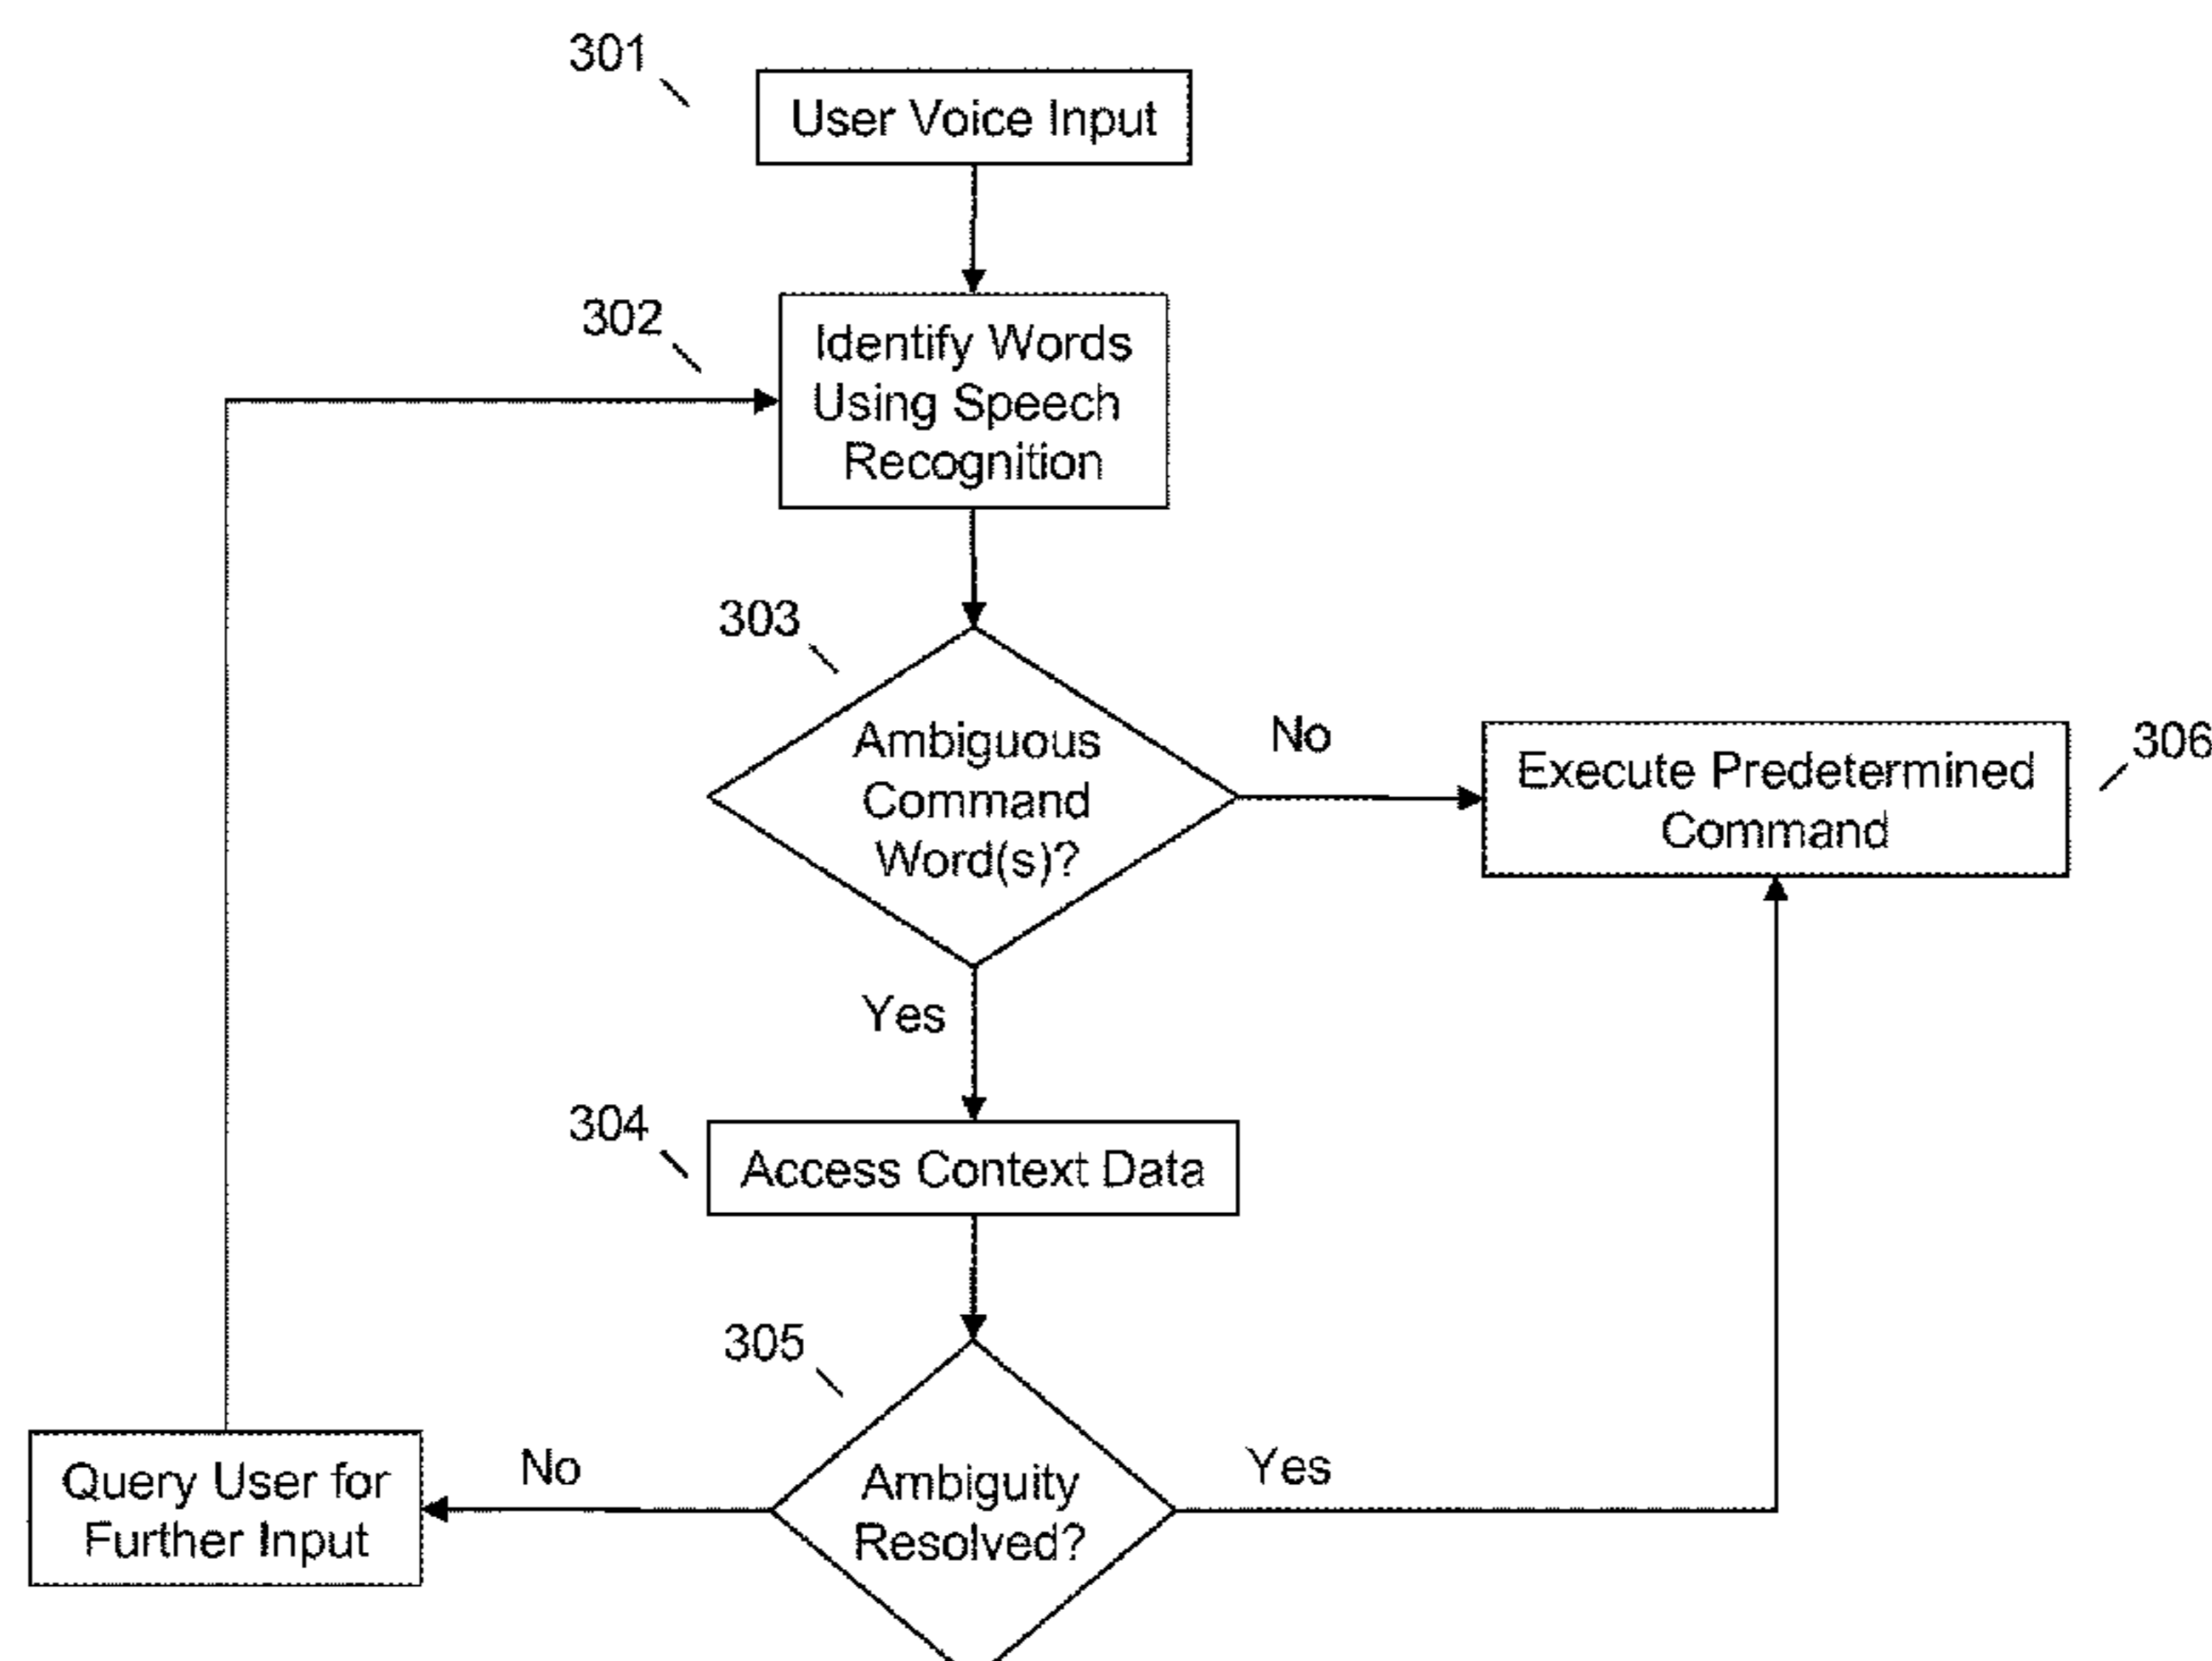 301
User Voice Input
302
Identify Words
Using Speech
Recognition
303
Ambiguous
Command
Word(s)?
No
Execute Predetermined
Command
306
Yes
304
Access Context Data
305
Ambiguity
Resolved?
No
Yes
Query User for
Further Input